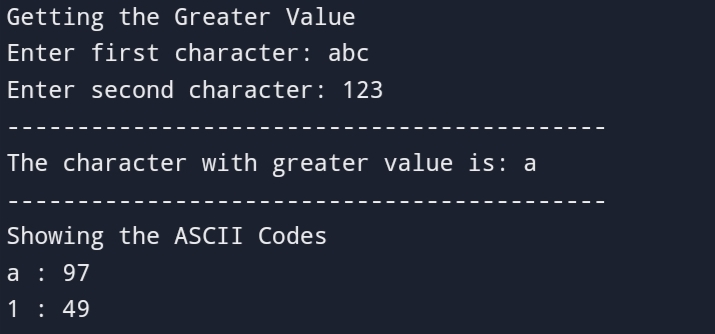 Getting the Greater Value
Enter first character: abc
Enter second character: 123
-------------------------------------------
The character with greater value is: a
-------------------------------------------
Showing the ASCII Codes
a : 97
1 : 49